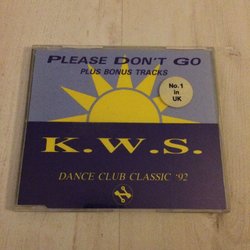 PLEASE DON'T GO
PLUS BONUS TRACKS
No. 1
in
UK
K.W.S.
DANCE CLUB CLASSIC '92